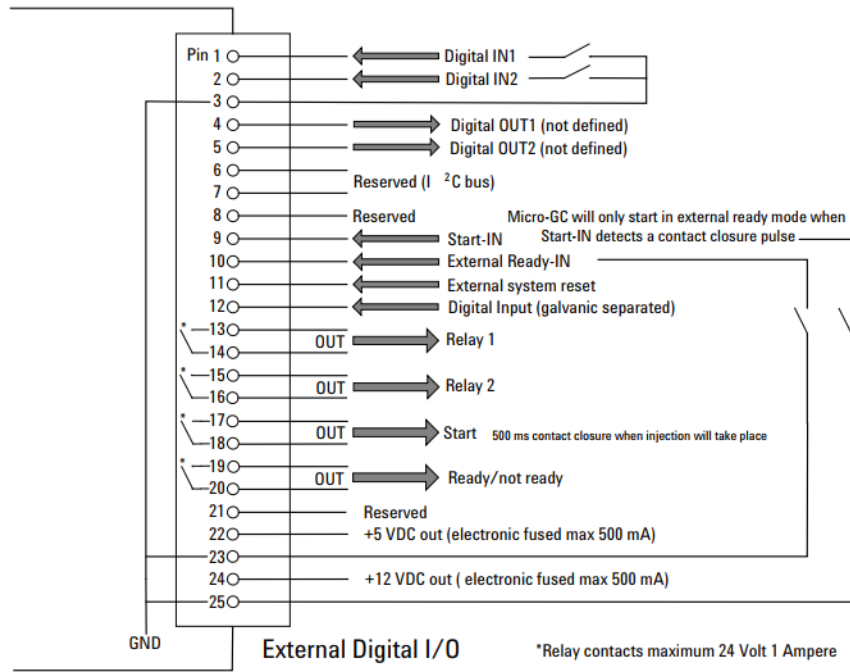 Pin 1 Digital IN1
2 Digital IN2
3
4 Digital OUT1 (not defined)
5 Digital OUT2 (not defined)
6
Reserved (I 2C bus)
7
8 Reserved Micro-GC will only start in external ready mode when
9 Start-IN Start-IN detects a contact closure pulse
10 External Ready-IN
11 External system reset
12 Digital Input (galvanic separated)
* 13
OUT Relay 1
14
* 15
OUT Relay 2
16
* 17
OUT Start 500 ms contact closure when injection will take place
18
* 19
OUT Ready/not ready
20
21 Reserved
22 +5 VDC out (electronic fused max 500 mA)
23
24 +12 VDC out ( electronic fused max 500 mA)
25
GND External Digital I/O *Relay contacts maximum 24 Volt 1 Ampere